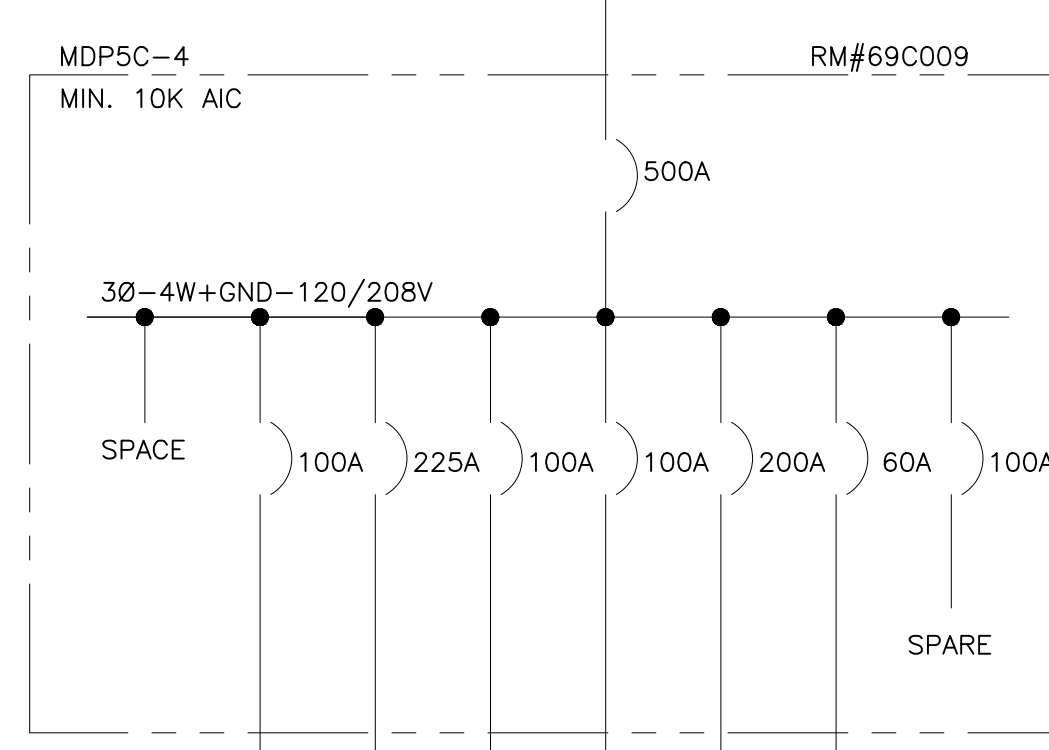 MDP5C-4
RM#69C009
MIN. 10K AIC
500A
3Ø-4W+GND-120/208V
SPACE
100A
225A
100A
100A
200A
60A
100A
SPARE